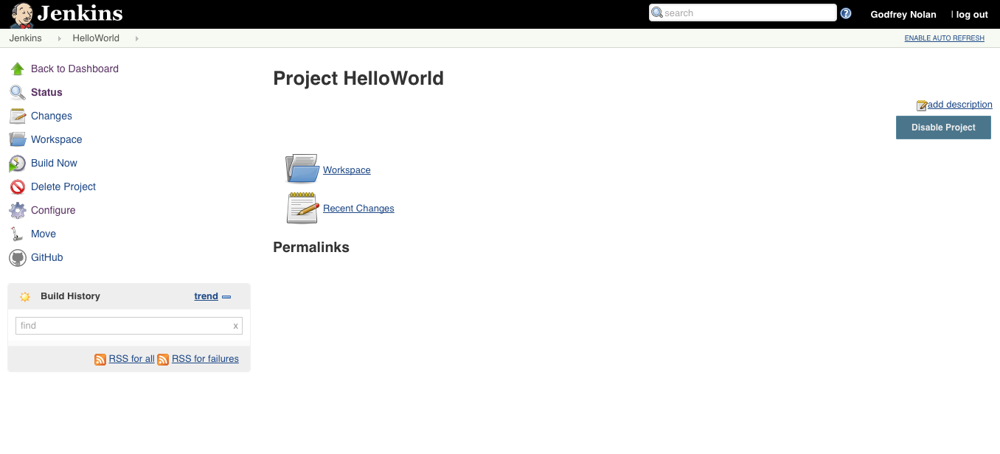 Jenkins
search
?
Godfrey Nolan | log out
Jenkins HelloWorld
ENABLE AUTO REFRESH
Back to Dashboard
Status
Changes
Workspace
Build Now
Delete Project
Configure
Move
GitHub
Build History trend
find x
RSS for all RSS for failures
Project HelloWorld
add description
Disable Project
Workspace
Recent Changes
Permalinks